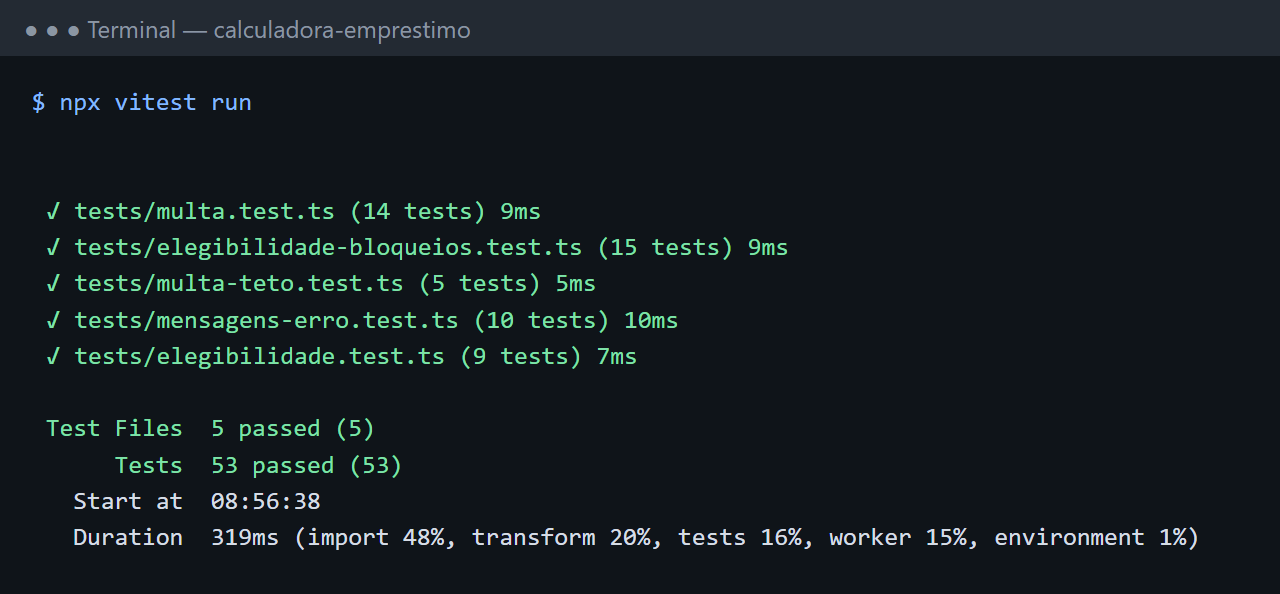 ● ● ● Terminal — calculadora-emprestimo
$ npx vitest run
✓ tests/multa.test.ts (14 tests) 9ms
✓ tests/elegibilidade-bloqueios.test.ts (15 tests) 9ms
✓ tests/multa-teto.test.ts (5 tests) 5ms
✓ tests/mensagens-erro.test.ts (10 tests) 10ms
✓ tests/elegibilidade.test.ts (9 tests) 7ms
Test Files  5 passed (5)
Tests  53 passed (53)
Start at  08:56:38
Duration  319ms (import 48%, transform 20%, tests 16%, worker 15%, environment 1%)